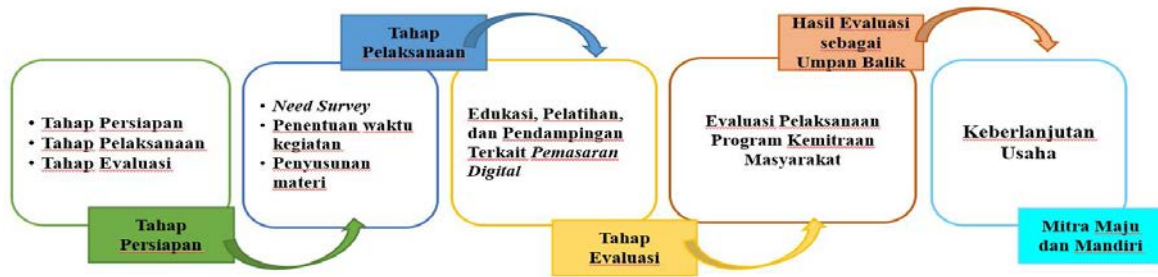 • Tahap Persiapan
• Tahap Pelaksanaan
• Tahap Evaluasi
Tahap
Persiapan
• Need Survey
• Penentuan waktu
kegiatan
• Penyusunan
materi
Tahap
Pelaksanaan
Edukasi, Pelatihan,
dan Pendampingan
Terkait Pemasaran
Digital
Tahap
Evaluasi
Evaluasi Pelaksanaan
Program Kemitraan
Masyarakat
Hasil Evaluasi
sebagai
Umpan Balik
Keberlanjutan
Usaha
Mitra Maju
dan Mandiri